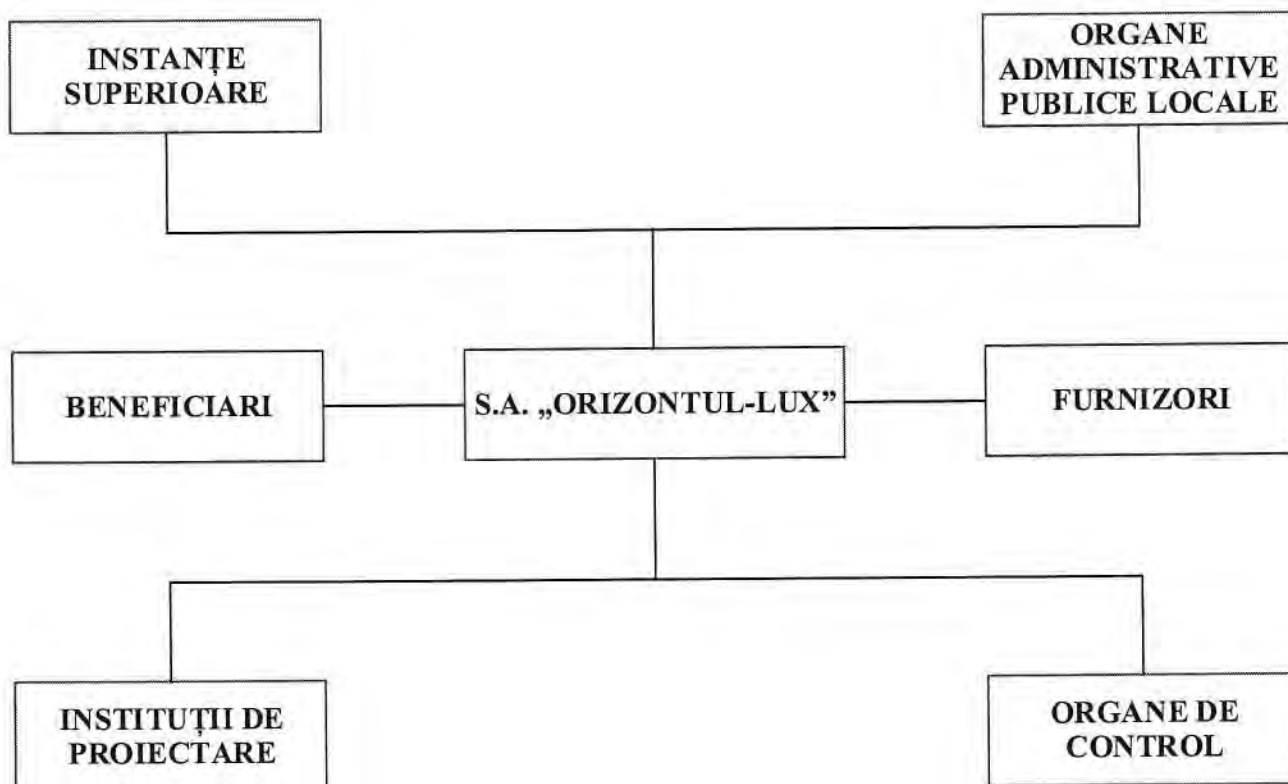 INSTANȚE
SUPERIOARE
ORGANE
ADMINISTRATIVE
PUBLICE LOCALE
BENEFICIARI
S.A. „ORIZONTUL-LUX”
FURNIZORI
INSTITUȚII DE
PROIECTARE
ORGANE DE
CONTROL